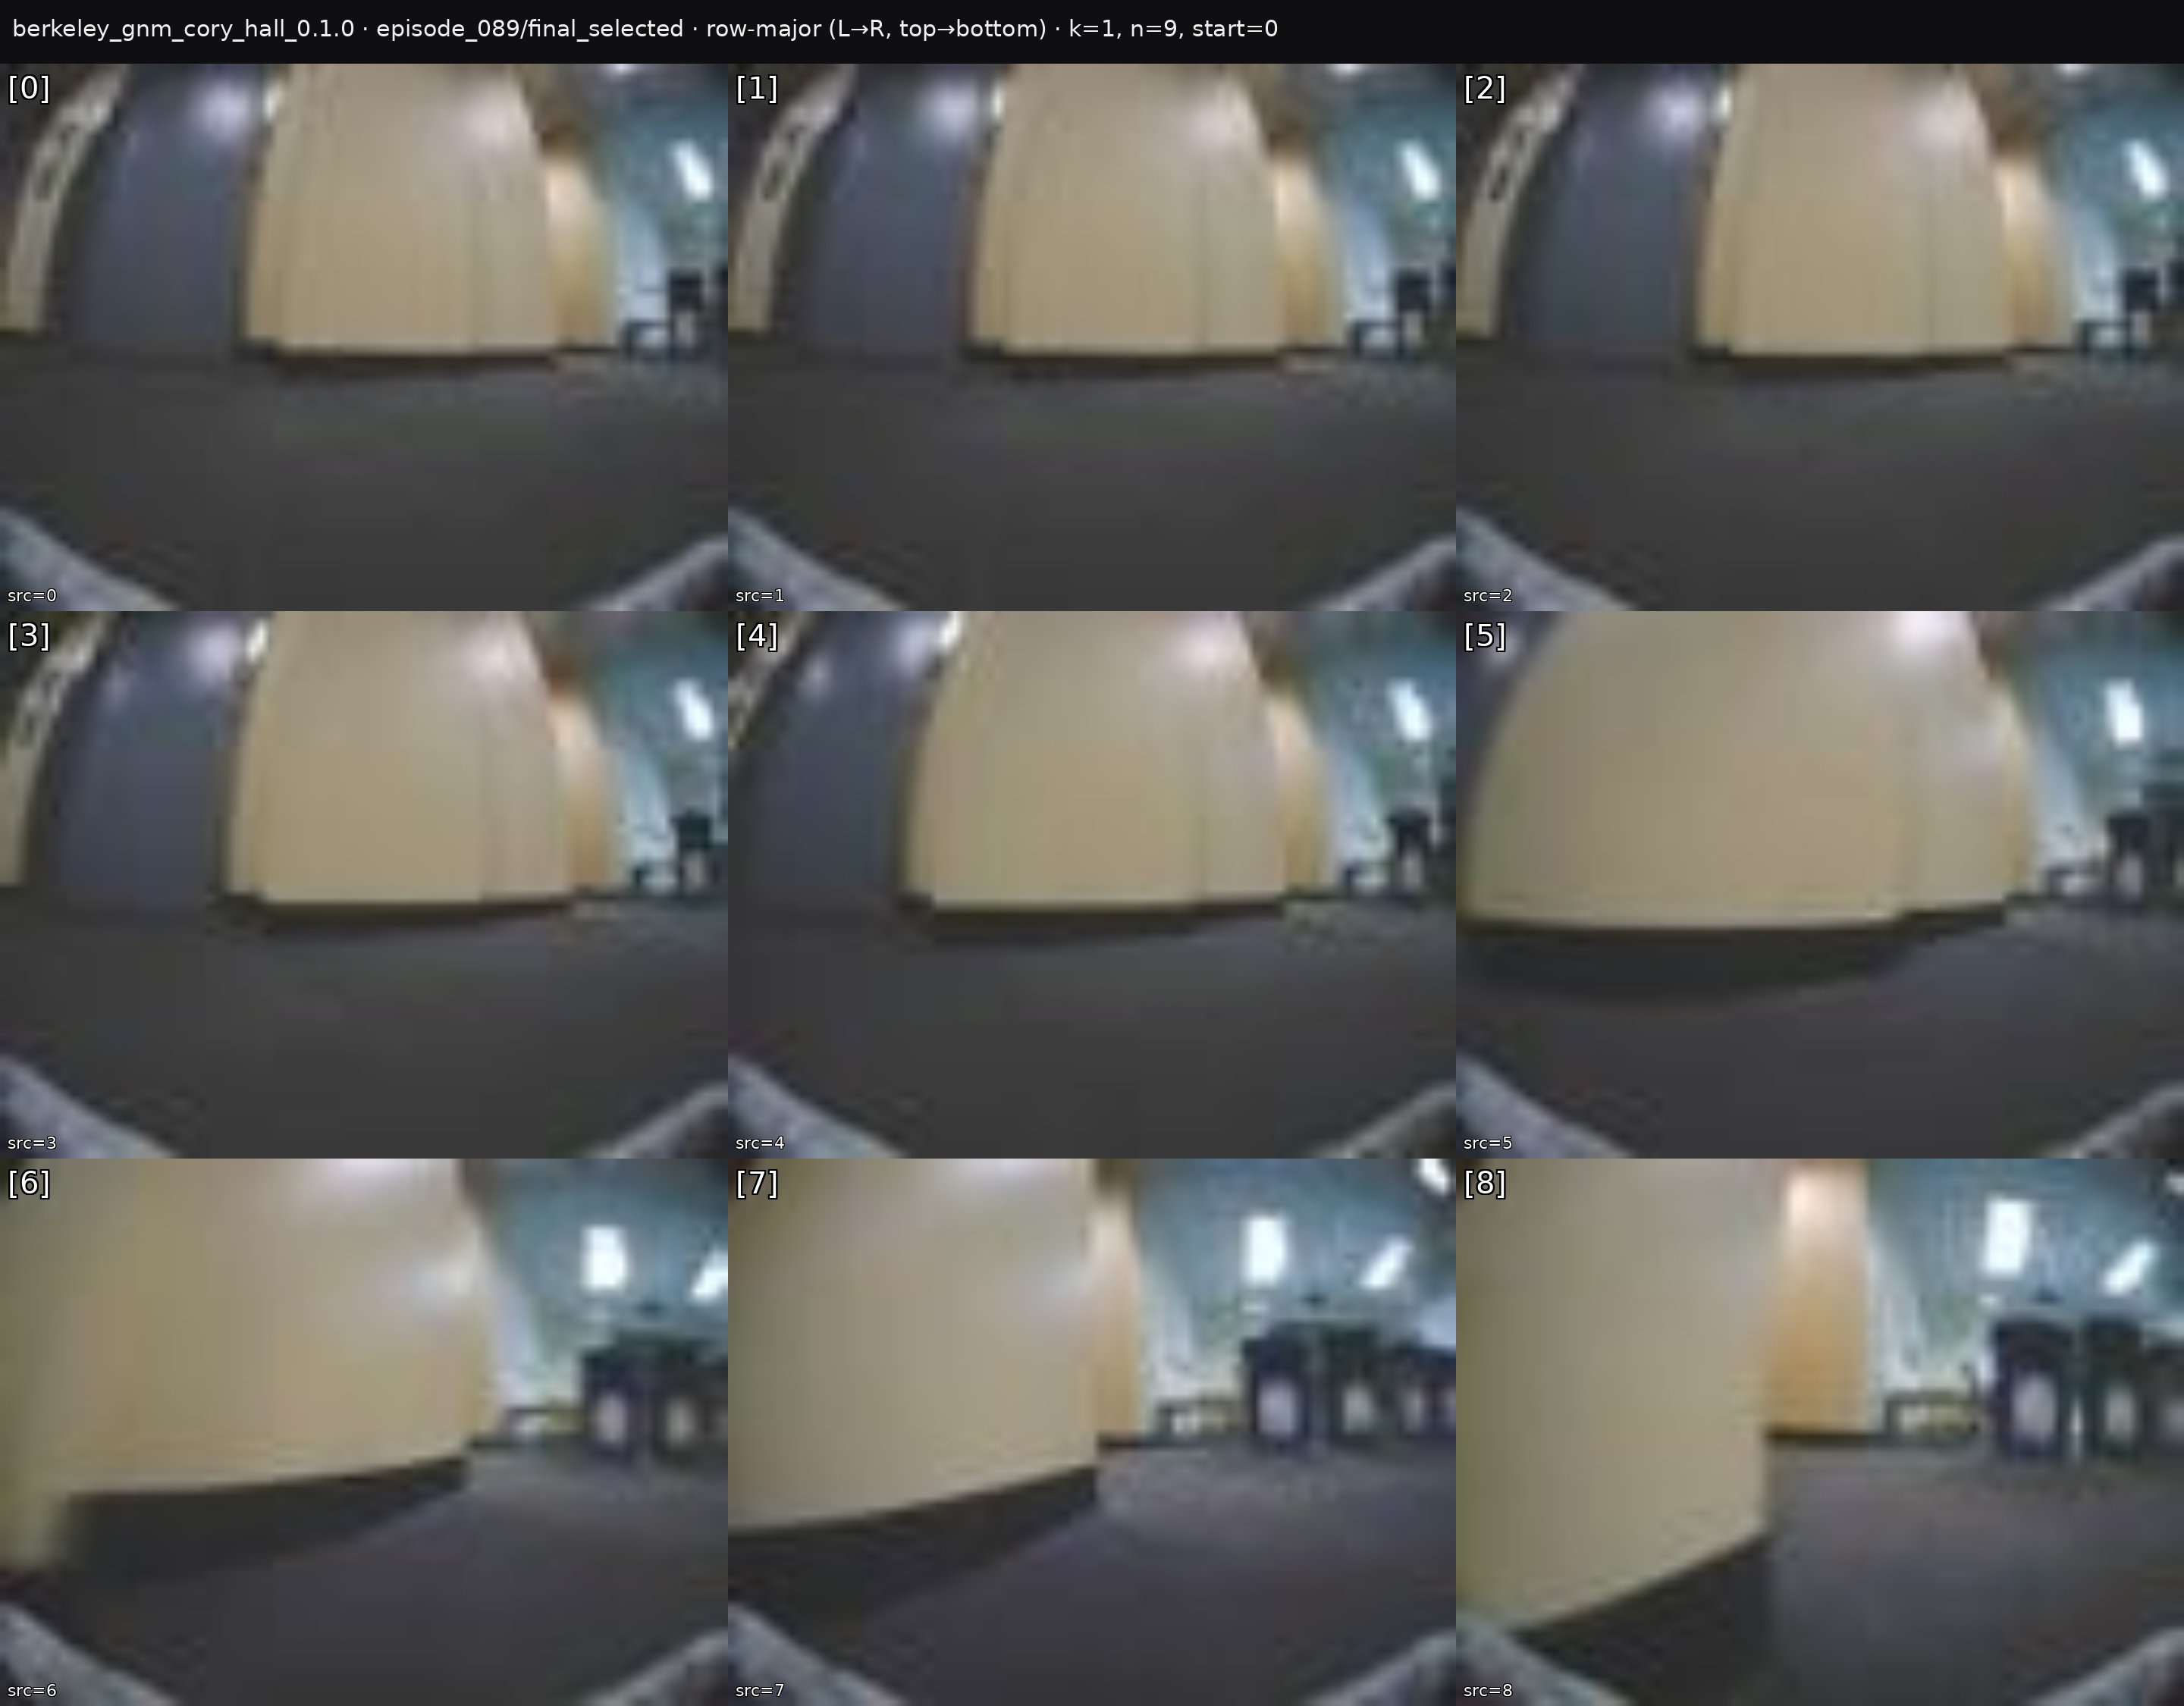 berkeley_gnm_cory_hall_0.1.0 · episode_089/final_selected · row-major (L→R, top→bottom) · k=1, n=9, start=0
[0]
[1]
[2]
src=0
src=1
src=2
[3]
[4]
[5]
src=3
src=4
src=5
[6]
[7]
[8]
src=6
src=7
src=8